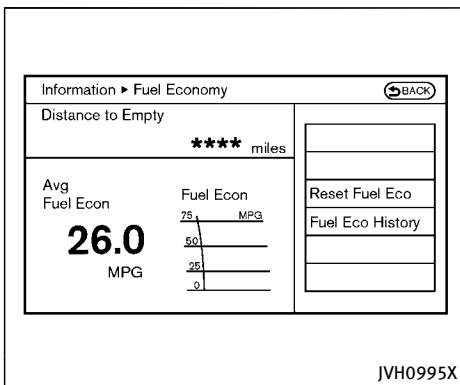 Information ▶ Fuel Economy
BACK
Distance to Empty
**** miles
Avg
Fuel Econ
26.0
MPG
Fuel Econ
75 MPG
50
25
0
Reset Fuel Eco
Fuel Eco History
JVH0995X